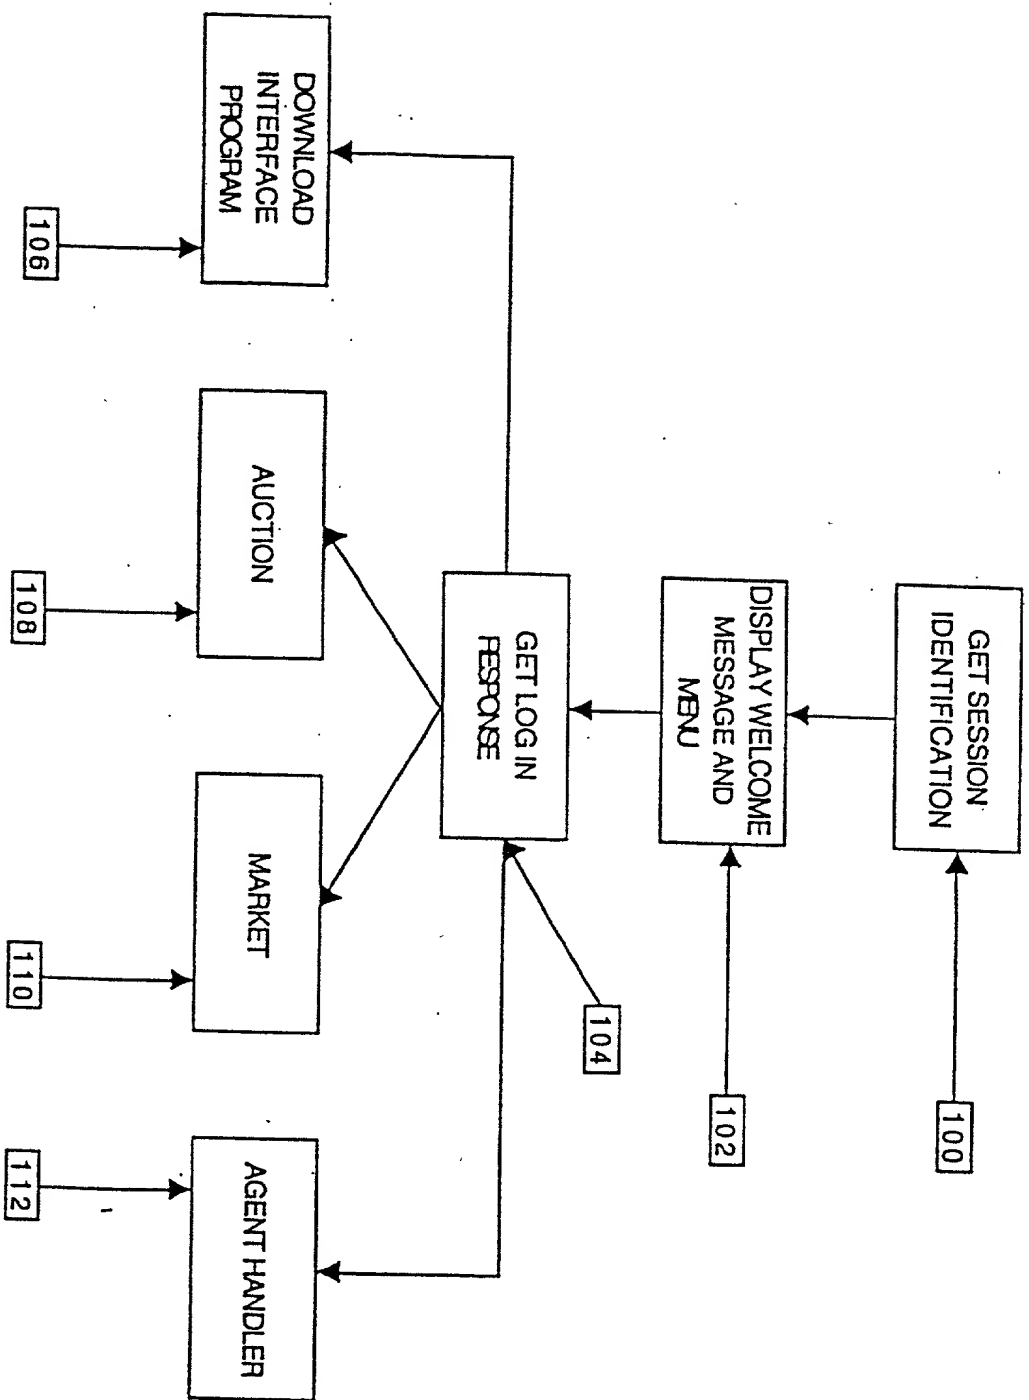 GET SESSION
IDENTIFICATION
100
DISPLAY WELCOME
MESSAGE AND
MENU
102
GET LOG IN
RESPONSE
104
DOWNLOAD
INTERFACE
PROGRAM
106
AUCTION
108
MARKET
110
AGENT HANDLER
112